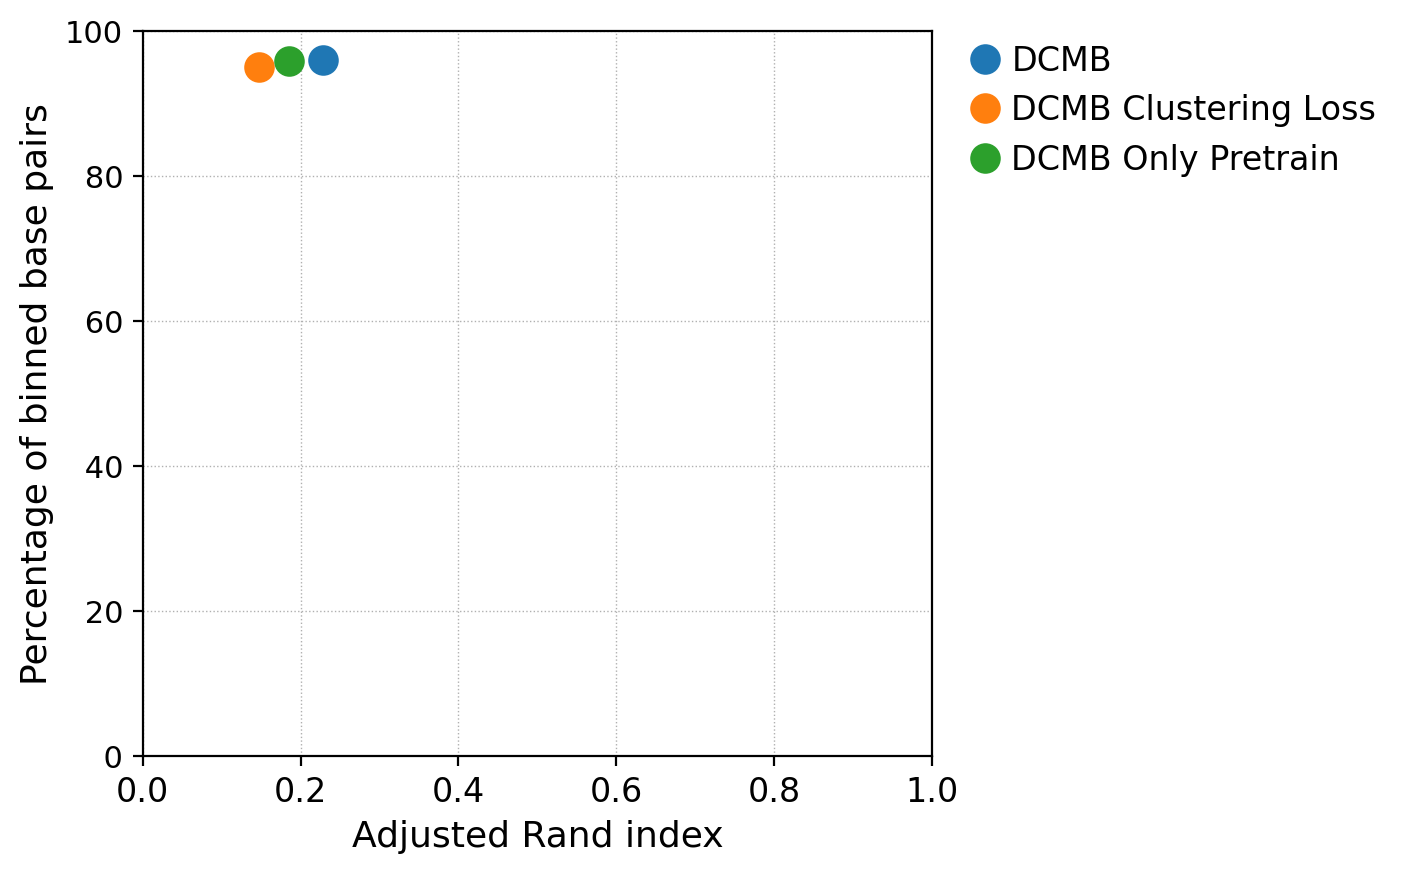 100
80
60
40
20
0
0.0 0.2 0.4 0.6 0.8 1.0
Percentage of binned base pairs
Adjusted Rand index
DCMB
DCMB Clustering Loss
DCMB Only Pretrain